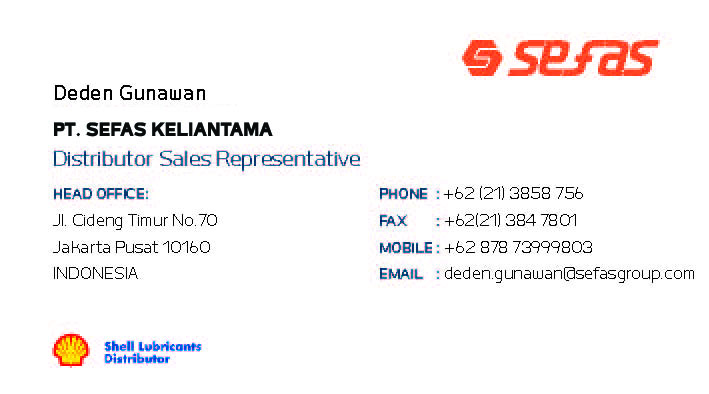 sefas
Deden Gunawan
PT. SEFAS KELIANTAMA
Distributor Sales Representative
HEAD OFFICE:
Jl. Cideng Timur No.70
Jakarta Pusat 10160
INDONESIA
PHONE : +62 (21) 3858 756
FAX : +62(21) 384 7801
MOBILE : +62 878 73999803
EMAIL : deden.gunawan@sefasgroup.com
Shell Lubricants
Distributor